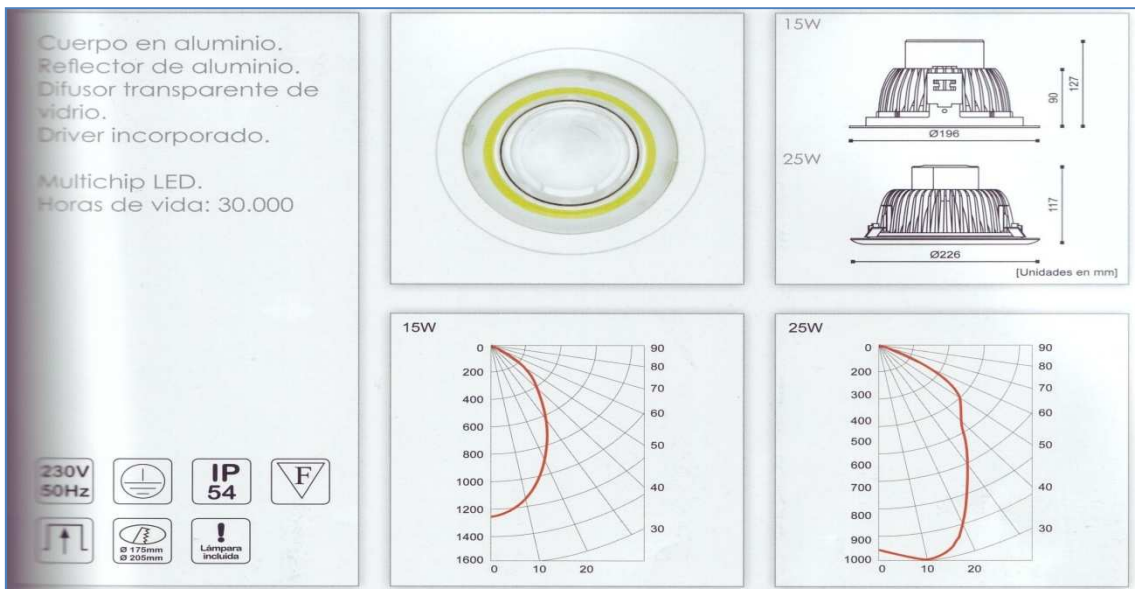 Cuerpo en aluminio.
Reflector de aluminio.
Difusor transparente de
vidrio.
Driver incorporado.
Multichip LED.
Horas de vida: 30.000
230V
50Hz
IP
54
F
Ø 175mm
Ø 205mm
!
Lámpara
incluida
15W
90
127
Ø196
25W
117
Ø226
[Unidades en mm]
15W
0
200
400
600
800
1000
1200
1400
1600
90
80
70
60
50
40
30
0 10 20
25W
0
200
300
400
500
600
700
800
900
1000
90
80
70
60
50
40
30
0 10 20